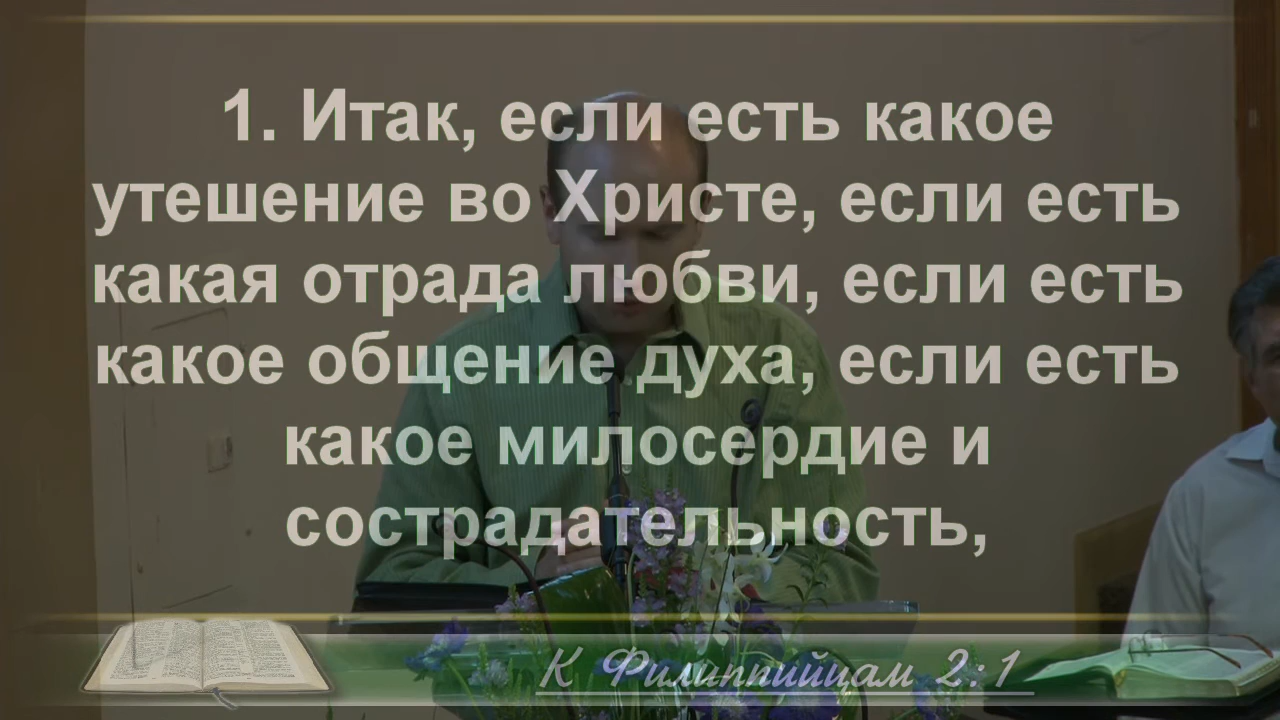 1. Итак, если есть какое
утешение во Христе, если есть
какая отрада любви, если есть
какое общение духа, если есть
какое милосердие и
сострадательность,
К Филиппийцам 2:1